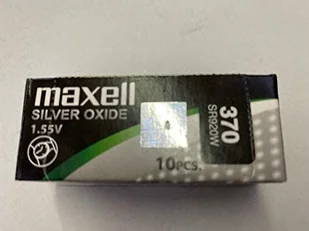 maxell
SILVER OXIDE
1.55V
10PCS.
370
SR920W